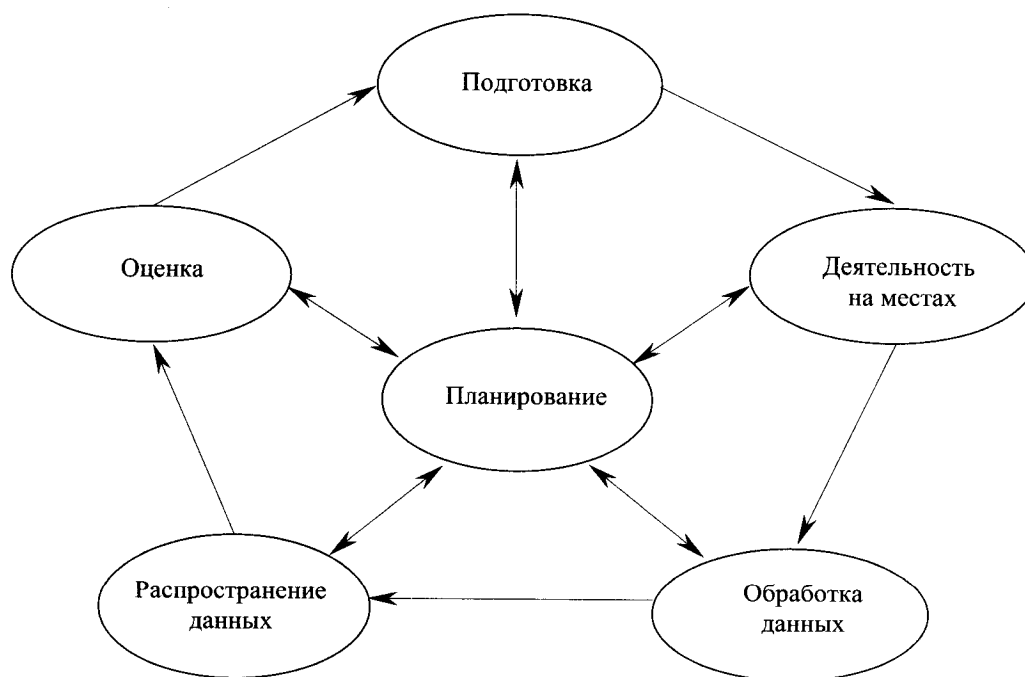 Подготовка
Оценка
Деятельность
на местах
Планирование
Распространение
данных
Обработка
данных